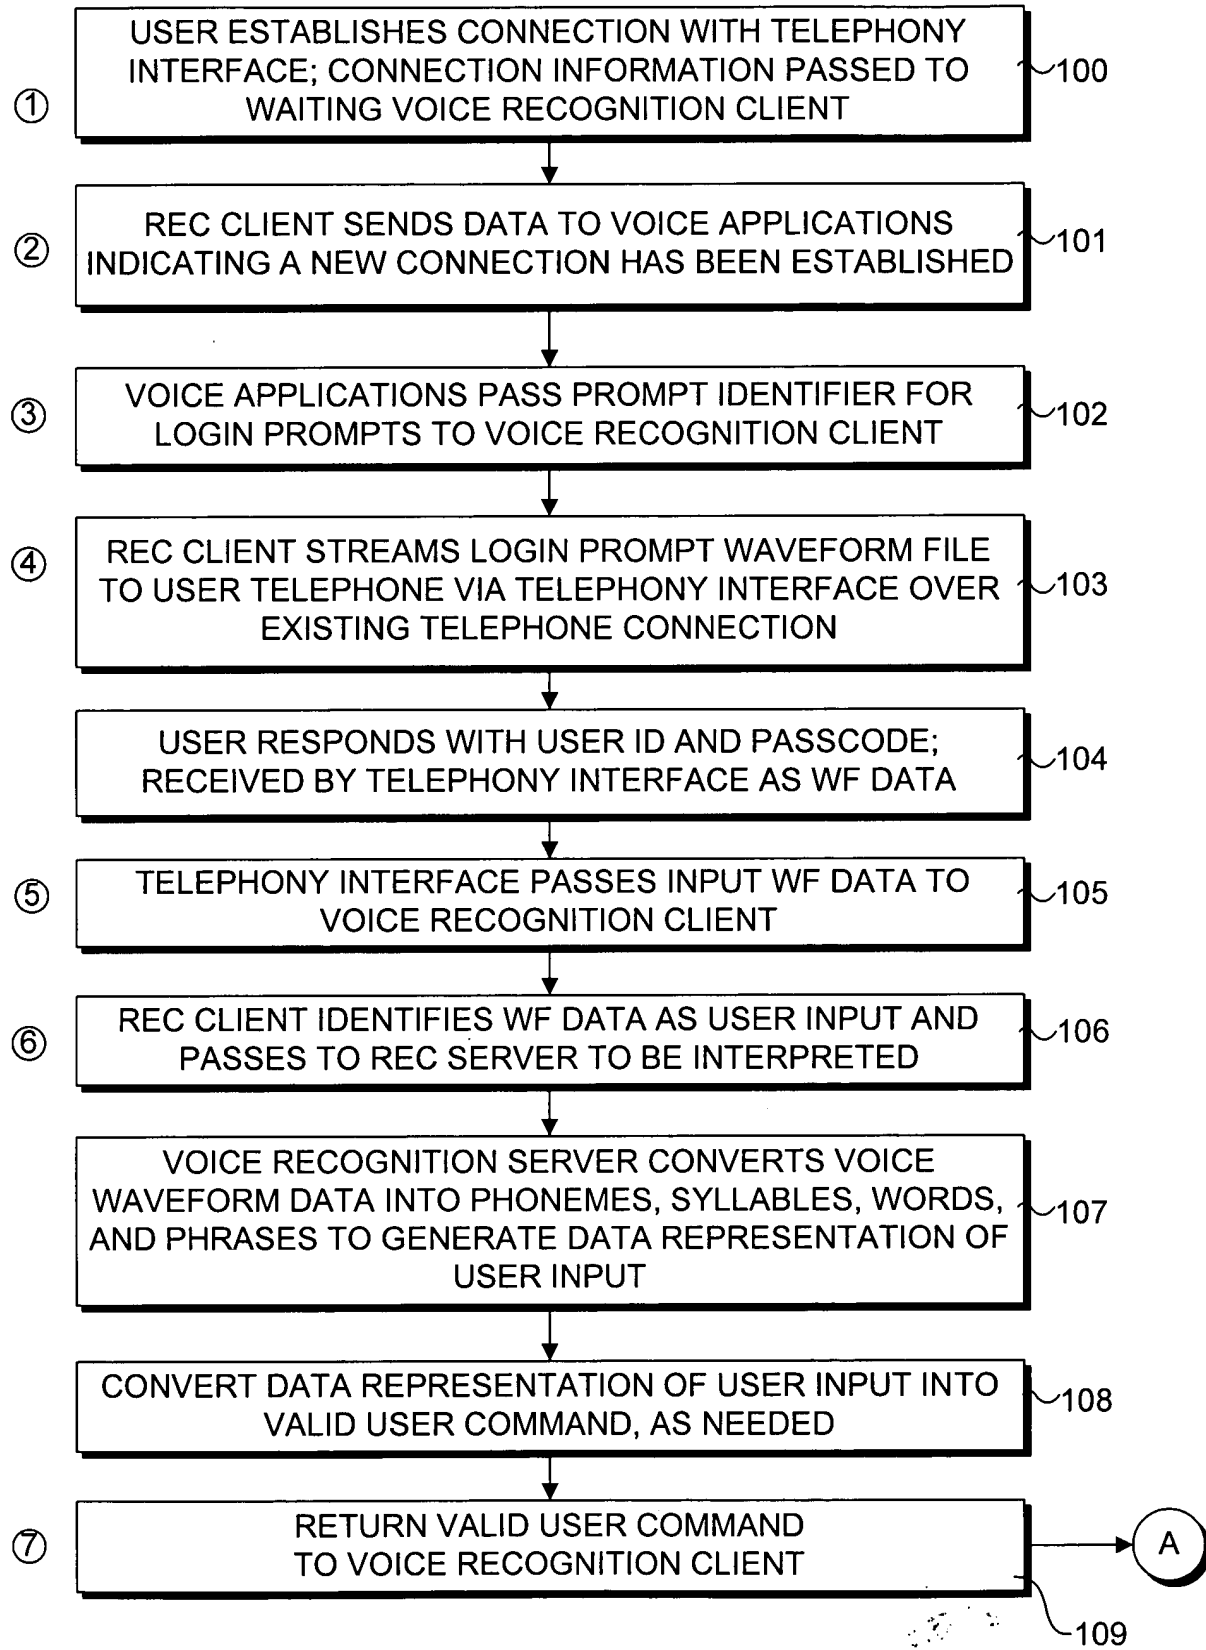 USER ESTABLISHES CONNECTION WITH TELEPHONY
INTERFACE; CONNECTION INFORMATION PASSED TO
WAITING VOICE RECOGNITION CLIENT
① 100
REC CLIENT SENDS DATA TO VOICE APPLICATIONS
INDICATING A NEW CONNECTION HAS BEEN ESTABLISHED
② 101
VOICE APPLICATIONS PASS PROMPT IDENTIFIER FOR
LOGIN PROMPTS TO VOICE RECOGNITION CLIENT
③ 102
REC CLIENT STREAMS LOGIN PROMPT WAVEFORM FILE
TO USER TELEPHONE VIA TELEPHONY INTERFACE OVER
EXISTING TELEPHONE CONNECTION
④ 103
USER RESPONDS WITH USER ID AND PASSCODE;
RECEIVED BY TELEPHONY INTERFACE AS WF DATA
104
TELEPHONY INTERFACE PASSES INPUT WF DATA TO
VOICE RECOGNITION CLIENT
⑤ 105
REC CLIENT IDENTIFIES WF DATA AS USER INPUT AND
PASSES TO REC SERVER TO BE INTERPRETED
⑥ 106
VOICE RECOGNITION SERVER CONVERTS VOICE
WAVEFORM DATA INTO PHONEMES, SYLLABLES, WORDS,
AND PHRASES TO GENERATE DATA REPRESENTATION OF
USER INPUT
107
CONVERT DATA REPRESENTATION OF USER INPUT INTO
VALID USER COMMAND, AS NEEDED
108
RETURN VALID USER COMMAND
TO VOICE RECOGNITION CLIENT
⑦ A
109